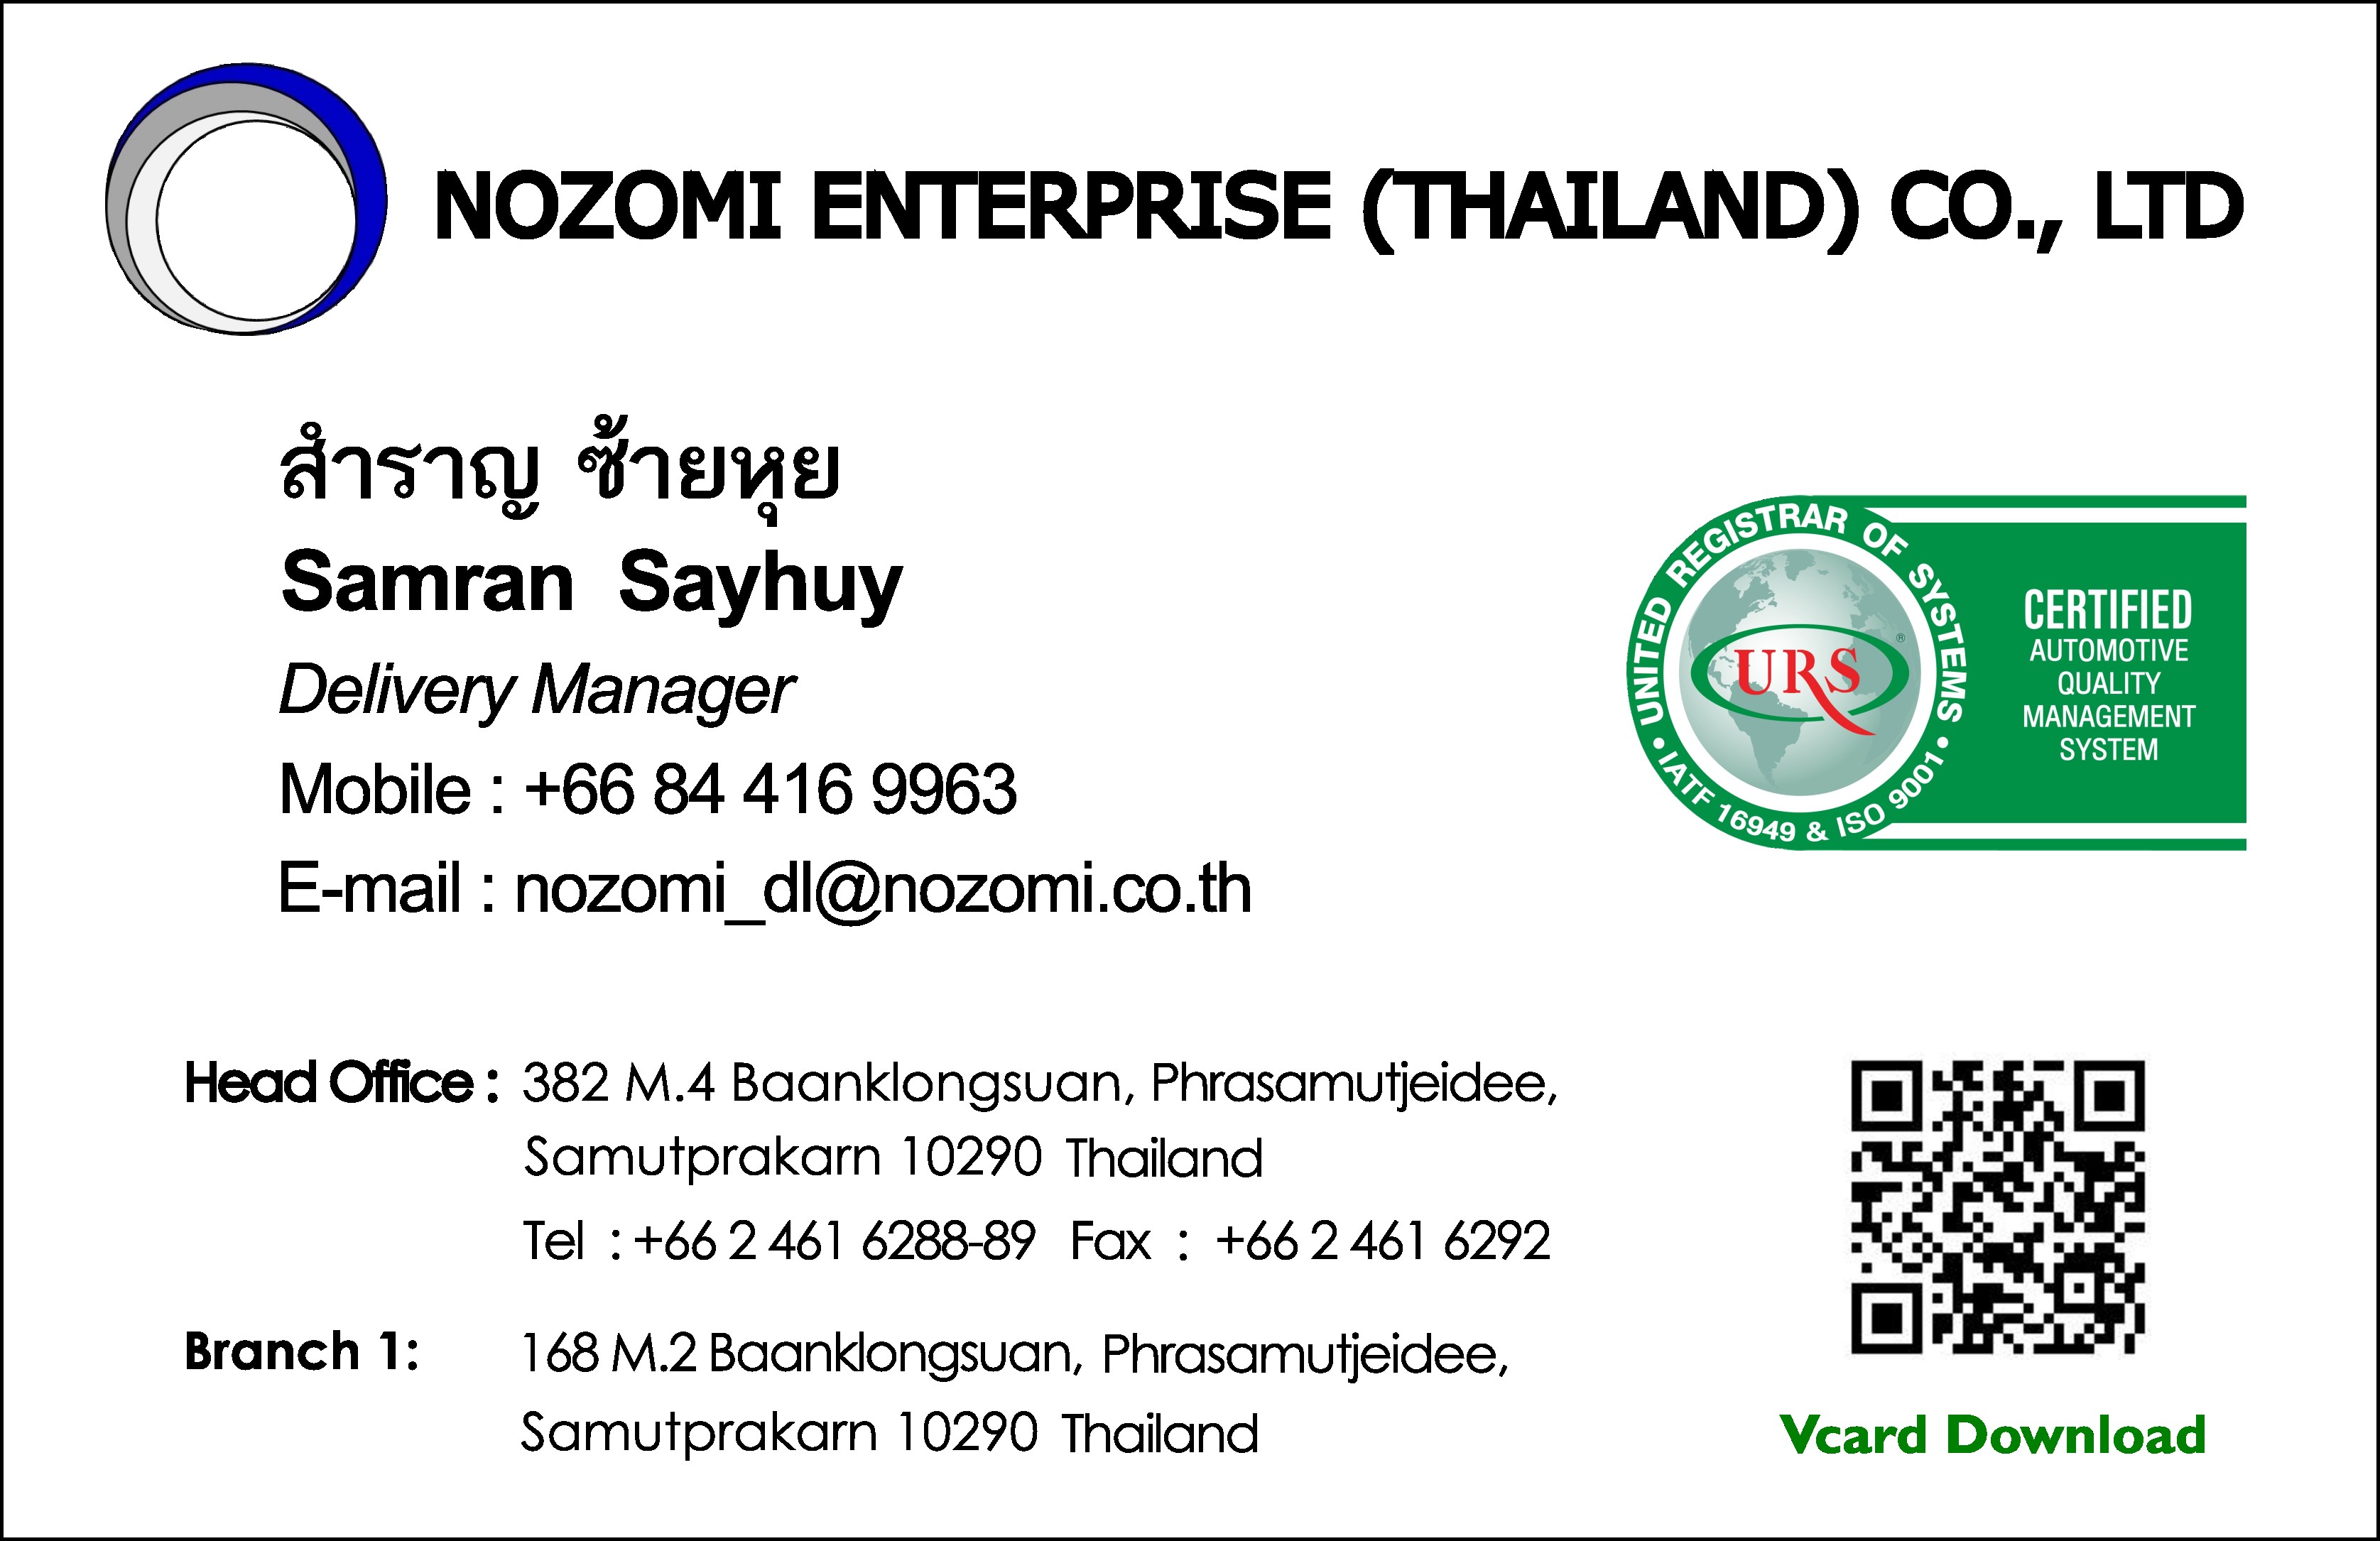 NOZOMI ENTERPRISE (THAILAND) CO., LTD
สำราญ ซ้ายหุย
Samran Sayhuy
Delivery Manager
Mobile : +66 84 416 9963
E-mail : nozomi_dl@nozomi.co.th
UNITED REGISTRAR OF SYSTEMS
• IATF 16949 & ISO 9001 •
URS ®
CERTIFIED
AUTOMOTIVE
QUALITY
MANAGEMENT
SYSTEM
Head Office : 382 M.4 Baanklongsuan, Phrasamutjeidee,
Samutprakarn 10290 Thailand
Tel : +66 2 461 6288-89 Fax : +66 2 461 6292
Branch 1: 168 M.2 Baanklongsuan, Phrasamutjeidee,
Samutprakarn 10290 Thailand
Vcard Download